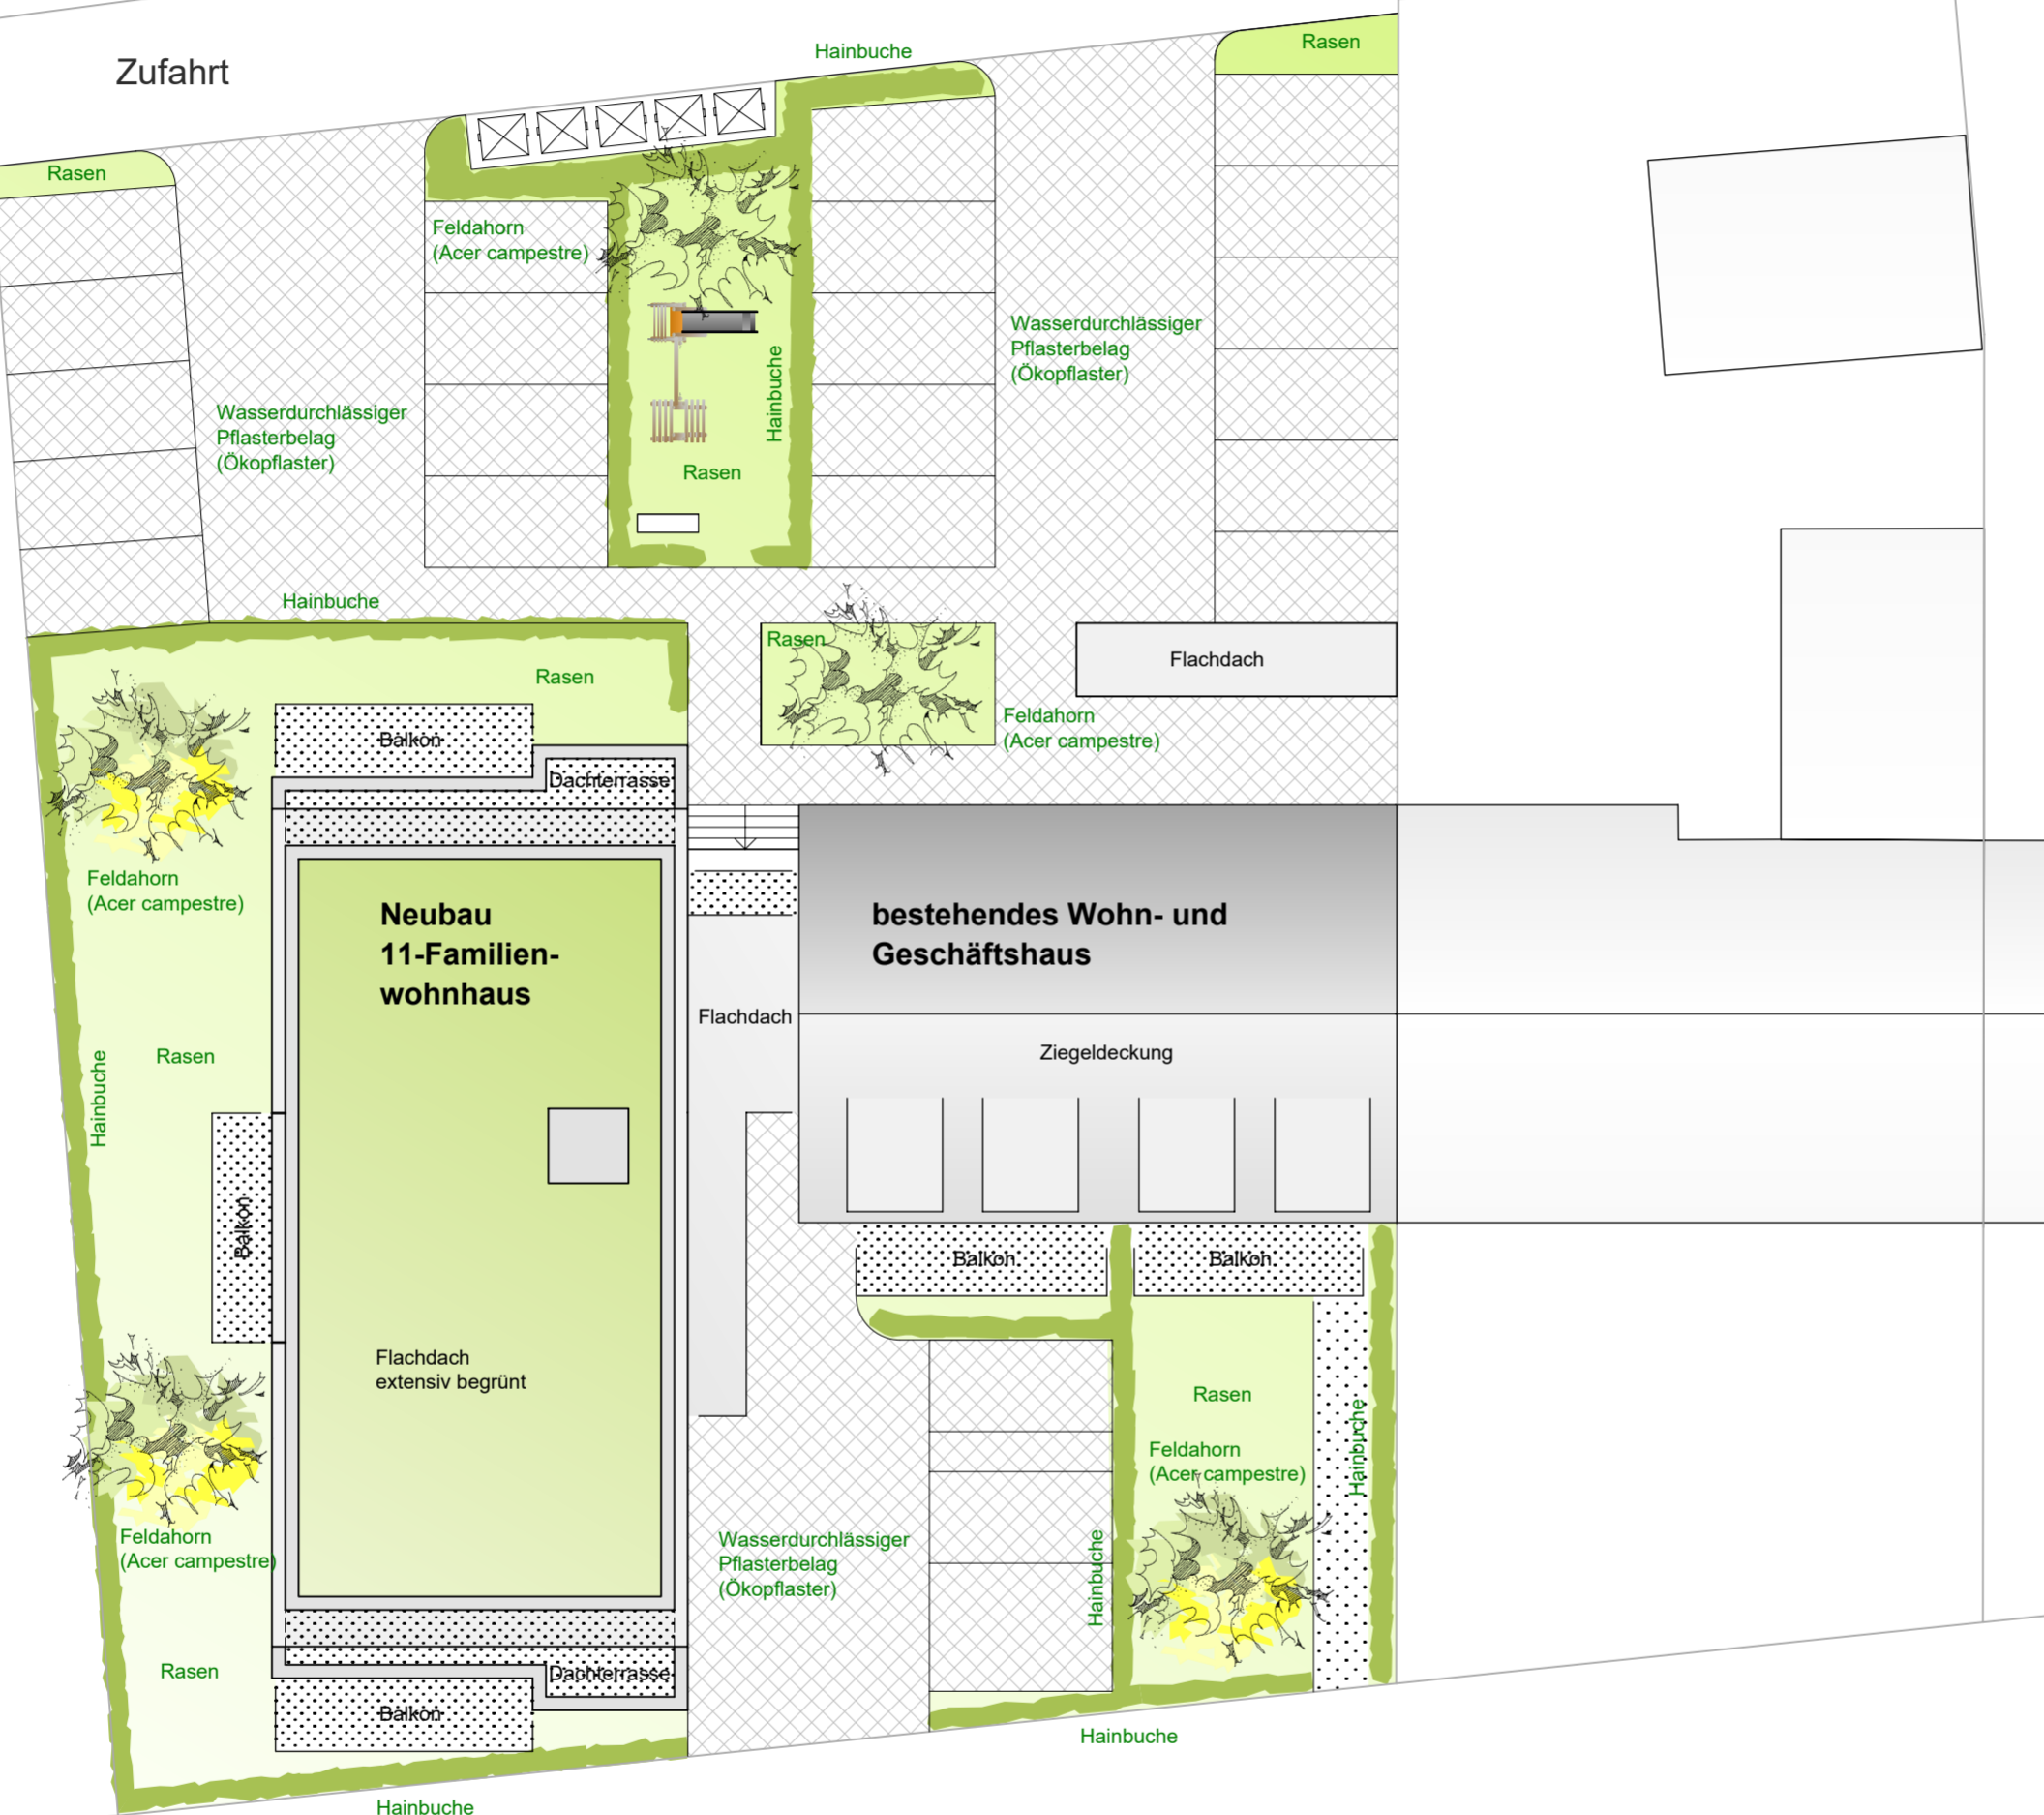 Zufahrt
Hainbuche
Rasen
Rasen
Feldahorn
(Acer campestre)
Wasserdurchlässiger
Pflasterbelag
(Ökopflaster)
Hainbuche
Wasserdurchlässiger
Pflasterbelag
(Ökopflaster)
Rasen
Hainbuche
Rasen
Rasen
Flachdach
Feldahorn
(Acer campestre)
Balkon
Dachterrasse
Feldahorn
(Acer campestre)
Neubau
11-Familien-
wohnhaus
bestehendes Wohn- und
Geschäftshaus
Flachdach
Ziegeldeckung
Rasen
Hainbuche
Balkon
Balkon
Balkon
Flachdach
extensiv begrünt
Rasen
Hainbuche
Feldahorn
(Acer campestre)
Feldahorn
(Acer campestre)
Wasserdurchlässiger
Pflasterbelag
(Ökopflaster)
Hainbuche
Rasen
Dachterrasse
Balkon
Hainbuche
Hainbuche